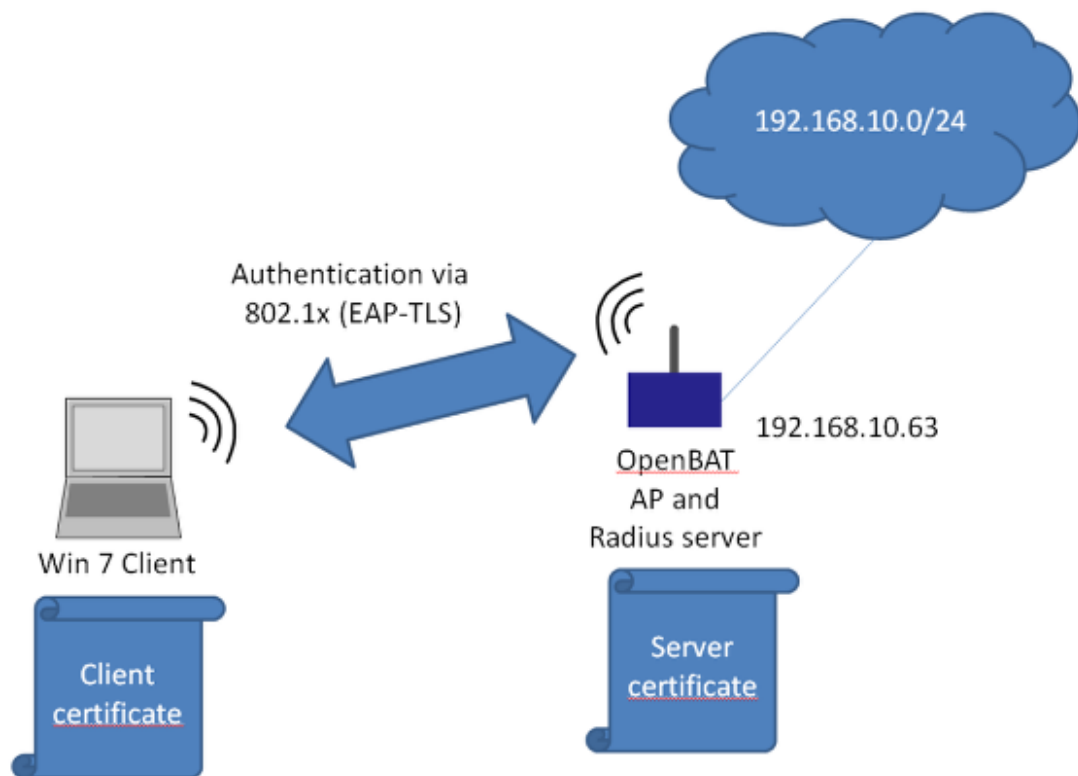 192.168.10.0/24
Authentication via
802.1x (EAP-TLS)
192.168.10.63
OpenBAT
AP and
Radius server
Win 7 Client
Client
certificate
Server
certificate